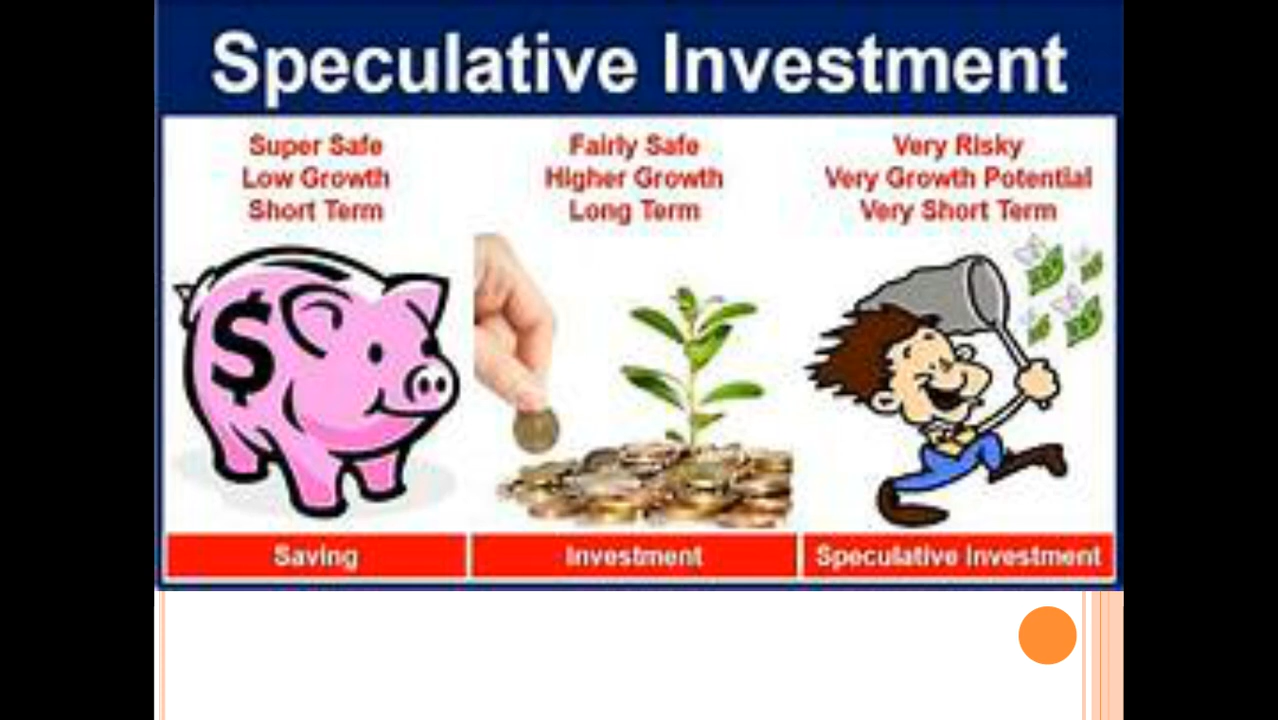 Speculative Investment
Super Safe
Low Growth
Short Term
$
Saving
Fairly Safe
Higher Growth
Long Term
Investment
Very Risky
Very Growth Potential
Very Short Term
Speculative Investment